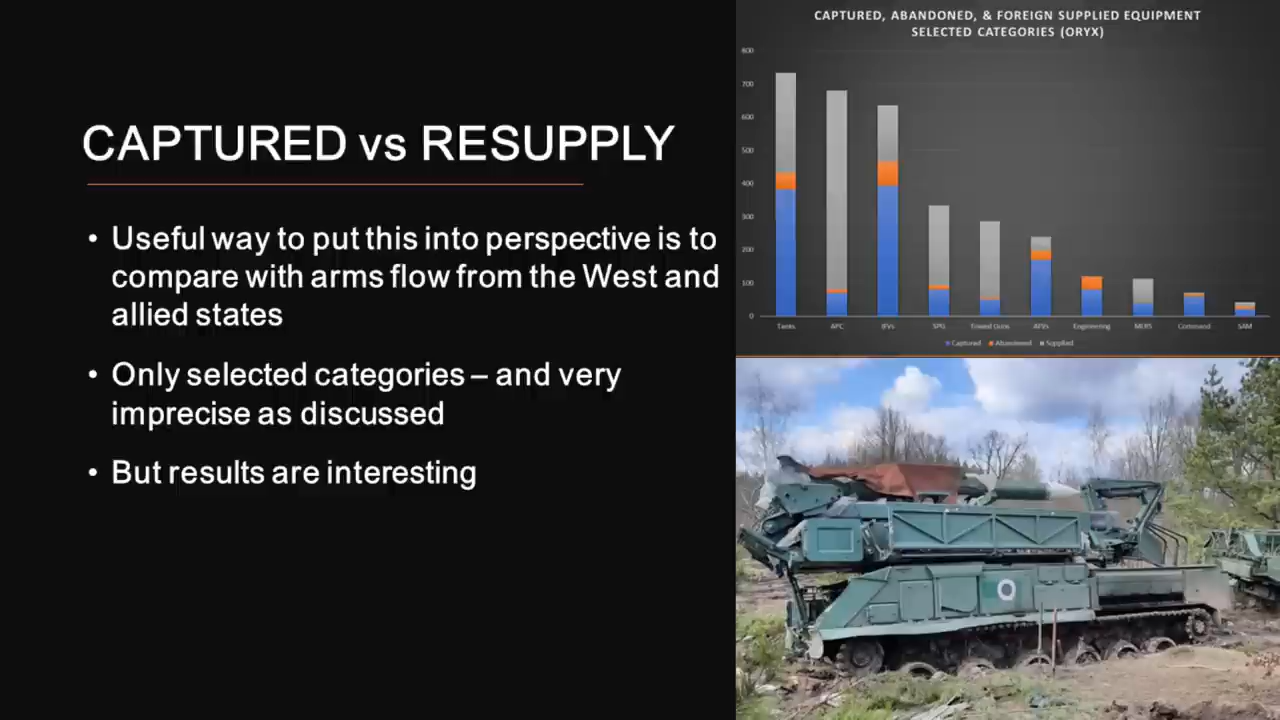 CAPTURED vs RESUPPLY
• Useful way to put this into perspective is to
compare with arms flow from the West and
allied states
• Only selected categories – and very
imprecise as discussed
• But results are interesting
CAPTURED, ABANDONED, & FOREIGN SUPPLIED EQUIPMENT
SELECTED CATEGORIES (ORYX)
800
700
600
500
400
300
200
100
0
Tanks APC IFVs SPG Towed Guns AFVs Engineering MLRS Command SAM
Captured Abandoned Supplied
O